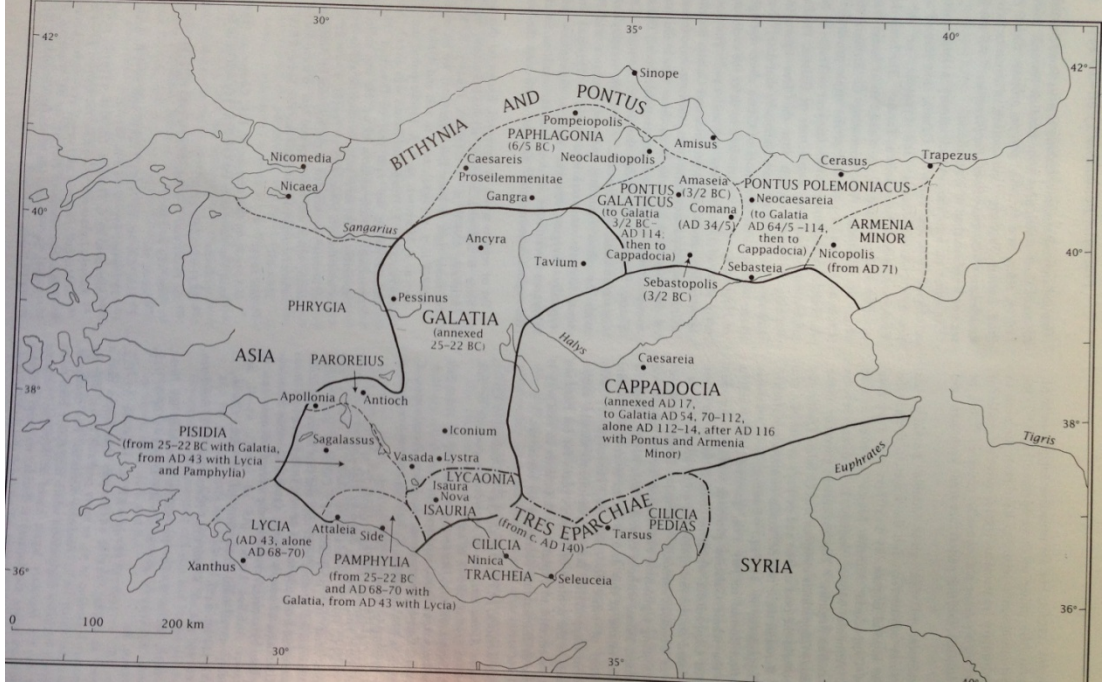 30°
35°
40°
42°
42°
Sinope
BITHYNIA AND PONTUS
Pompeiopolis
PAPHLAGONIA
(6/5 BC)
Neoclaudiopolis
Amisus
Nicomedia
Caesareis
Proseilemmenitae
Cerasus
Trapezus
Nicaea
Gangra
PONTUS
GALATICUS
(to Galatia
3/2 BC–
AD 114,
then to
Cappadocia)
Amaseia
(3/2 BC)
Comana
(AD 34/5)
PONTUS POLEMONIACUS
Neocaesareia
(to Galatia
AD 64/5 –114,
then to
Cappadocia)
ARMENIA
MINOR
Nicopolis
(from AD 71)
40°
40°
Sangarius
Ancyra
Tavium
Sebastopolis
(3/2 BC)
Sebasteia
Pessinus
PHRYGIA
GALATIA
(annexed
25–22 BC)
Halys
ASIA
PAROREIUS
Caesareia
CAPPADOCIA
(annexed AD 17,
to Galatia AD 54, 70–112,
alone AD 112–14, after AD 116
with Pontus and Armenia
Minor)
38°
38°
Apollonia
Antioch
PISIDIA
(from 25–22 BC with Galatia,
from AD 43 with Lycia
and Pamphylia)
Sagalassus
Iconium
Vasada
Lystra
LYCAONIA
Isaura
Nova
ISAURIA
Euphrates
Tigris
TRES EPARCHIAE
(from c. AD 140)
CILICIA
PEDIAS
Tarsus
LYCIA
(AD 43, alone
AD 68–70)
Attaleia
Side
Xanthus
PAMPHYLIA
(from 25–22 BC
and AD 68–70 with
Galatia, from AD 43 with Lycia)
CILICIA
Ninica
TRACHEIA
Seleuceia
SYRIA
36°
36°
0 100 200 km
30°
35°
40°